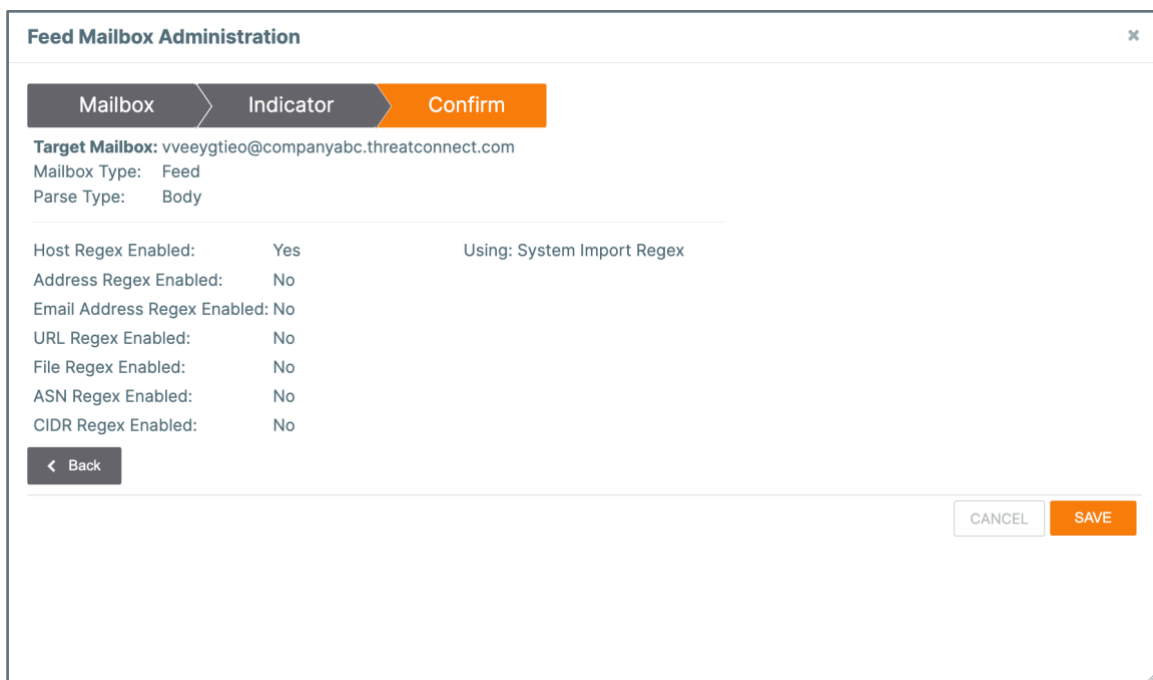 Feed Mailbox Administration
Mailbox Indicator Confirm
Target Mailbox: vveeygtieo@companyabc.threatconnect.com
Mailbox Type: Feed
Parse Type: Body
Host Regex Enabled: Yes Using: System Import Regex
Address Regex Enabled: No
Email Address Regex Enabled: No
URL Regex Enabled: No
File Regex Enabled: No
ASN Regex Enabled: No
CIDR Regex Enabled: No
Back
CANCEL SAVE